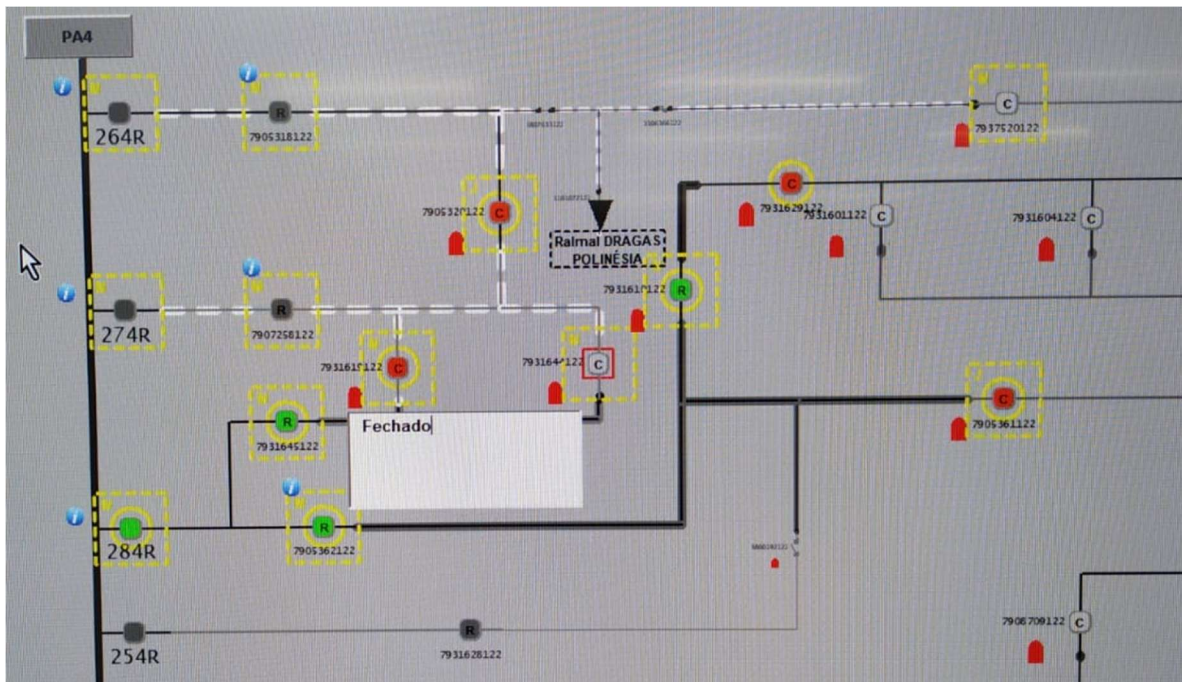 PA4
264R
R
7905318122
C
7937520122
7905320122
C
Ralmal DRAGAS
POLINÉSIA
C
7931629122
7931601122
C
7931604122
C
R
274R
R
7907258122
7931619122
C
7931644122
C
Fechado
R
7931645122
C
7905361122
284R
R
7905362122
254R
R
7931628122
7908709122
C